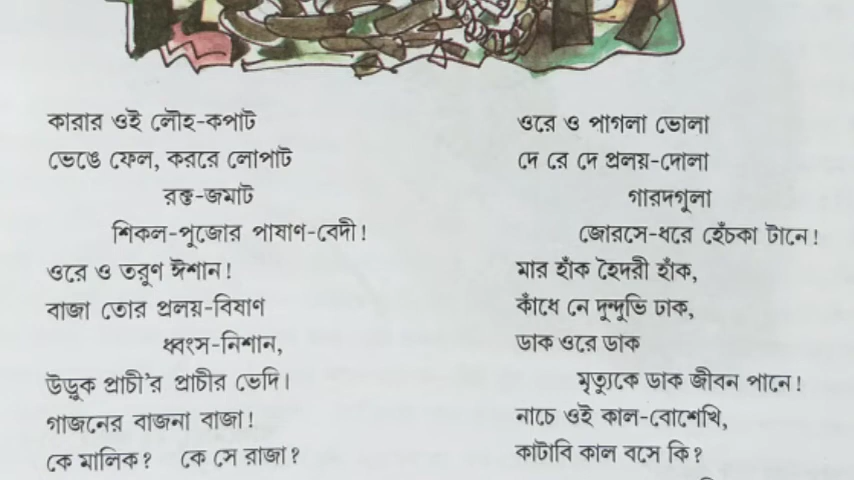 কারার ওই লৌহ-কপাট
ভেঙে ফেল, কররে লোপাট
রক্ত-জমাট
শিকল-পুজোর পাষাণ-বেদী!
ওরে ও তরুণ ঈশান!
বাজা তোর প্রলয়-বিষাণ
ধ্বংস-নিশান,
উড়ুক প্রাচী'র প্রাচীর ভেদি।
গাজনের বাজনা বাজা!
কে মালিক? কে সে রাজা?
ওরে ও পাগলা ভোলা
দে রে দে প্রলয়-দোলা
গারদগুলা
জোরসে-ধরে হেঁচকা টানে!
মার হাঁক হৈদরী হাঁক,
কাঁধে নে দুন্দুভি ঢাক,
ডাক ওরে ডাক
মৃত্যুকে ডাক জীবন পানে!
নাচে ওই কাল-বোশেখি,
কাটাবি কাল বসে কি?